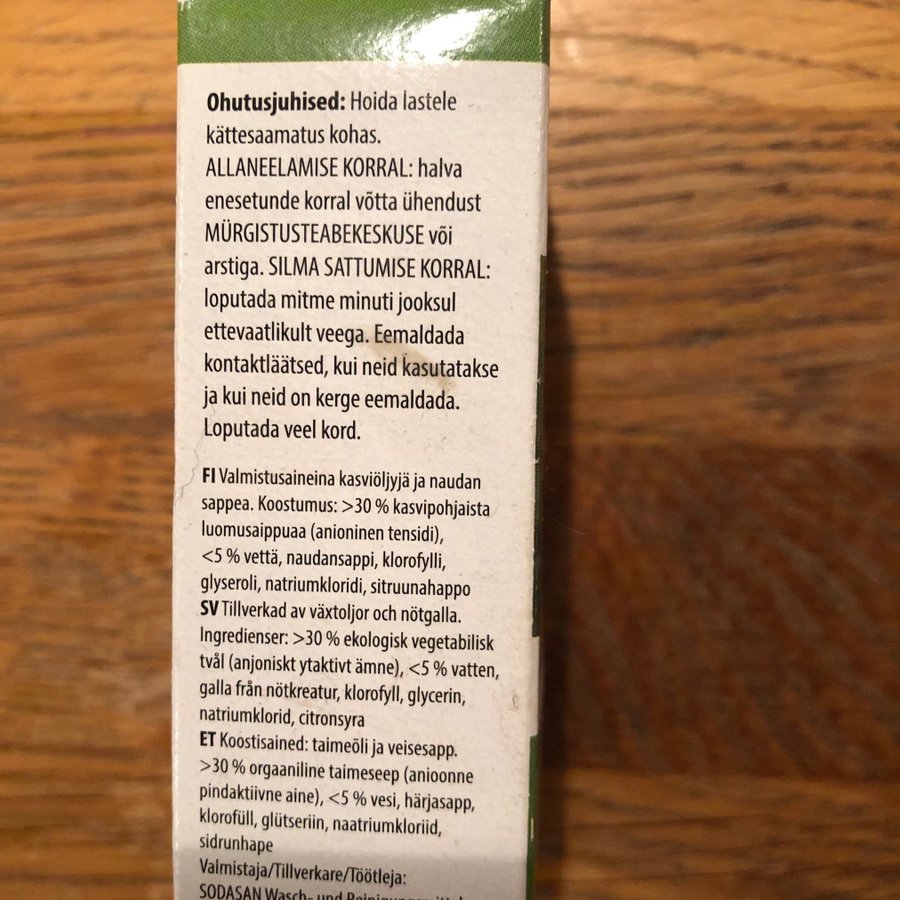 Ohutusjuhised: Hoida lastele
kättesaamatus kohas.
ALLANEELAMISE KORRAL: halva
enesetunde korral võtta ühendust
MÜRGISTUSTEABEKESKUSE või
arstiga. SILMA SATTUMISE KORRAL:
loputada mitme minuti jooksul
ettevaatlikult veega. Eemaldada
kontaktläätsed, kui neid kasutatakse
ja kui neid on kerge eemaldada.
Loputada veel kord.
FI Valmistusaineina kasviöljyjä ja naudan
sappea. Koostumus: >30 % kasvipohjaista
luomusaippuaa (anioninen tensidi),
<5 % vettä, naudansappi, klorofylli,
glyseroli, natriumkloridi, sitruunahappo
SV Tillverkad av växtoljor och nötgalla.
Ingredienser: >30 % ekologisk vegetabilisk
tvål (anjoniskt ytaktivt ämne), <5 % vatten,
galla från nötkreatur, klorofyll, glycerin,
natriumklorid, citronsyra
ET Koostisained: taimeõli ja veisesapp.
>30 % orgaaniline taimeseep (anioonne
pindaktiivne aine), <5 % vesi, härjasapp,
klorofüll, glütseriin, naatriumkloriid,
sidrunhape
Valmistaja/Tillverkare/Töötleja:
SODASAN Wasch- und